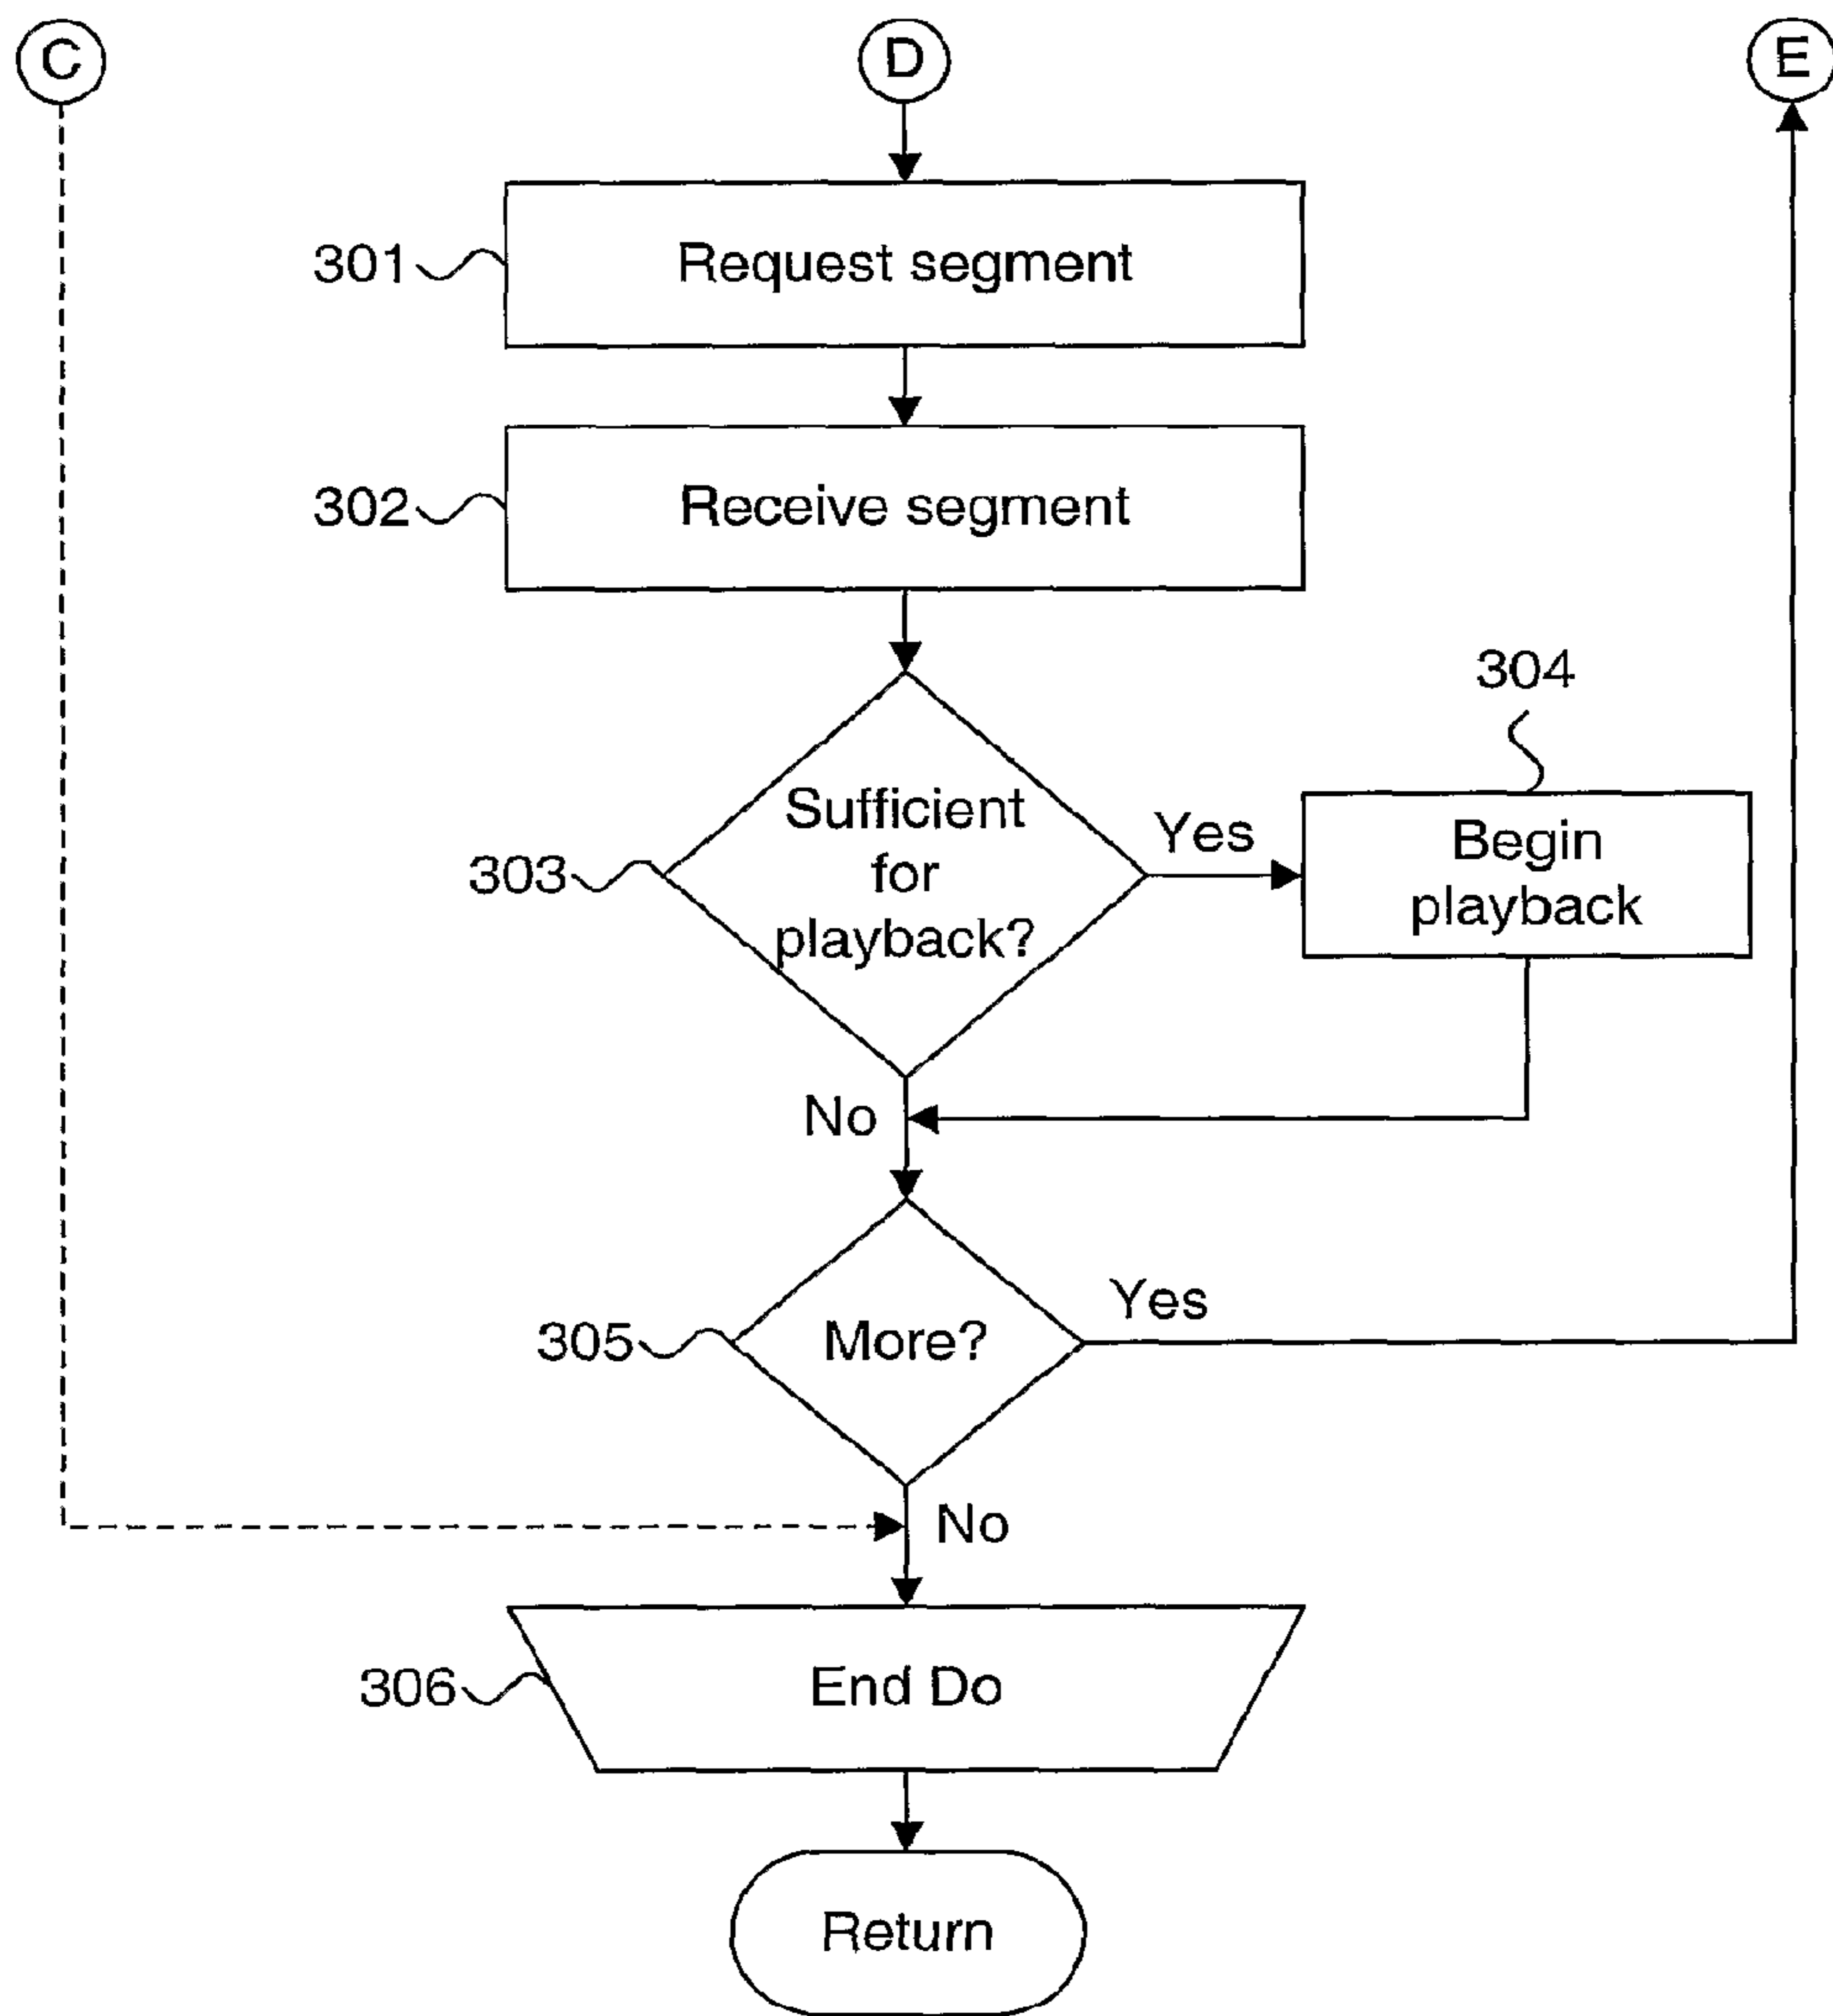 C
D
E
301
Request segment
302
Receive segment
304
Sufficient
for
playback?
303
Yes
Begin
playback
No
305
More?
Yes
No
306
End Do
Return